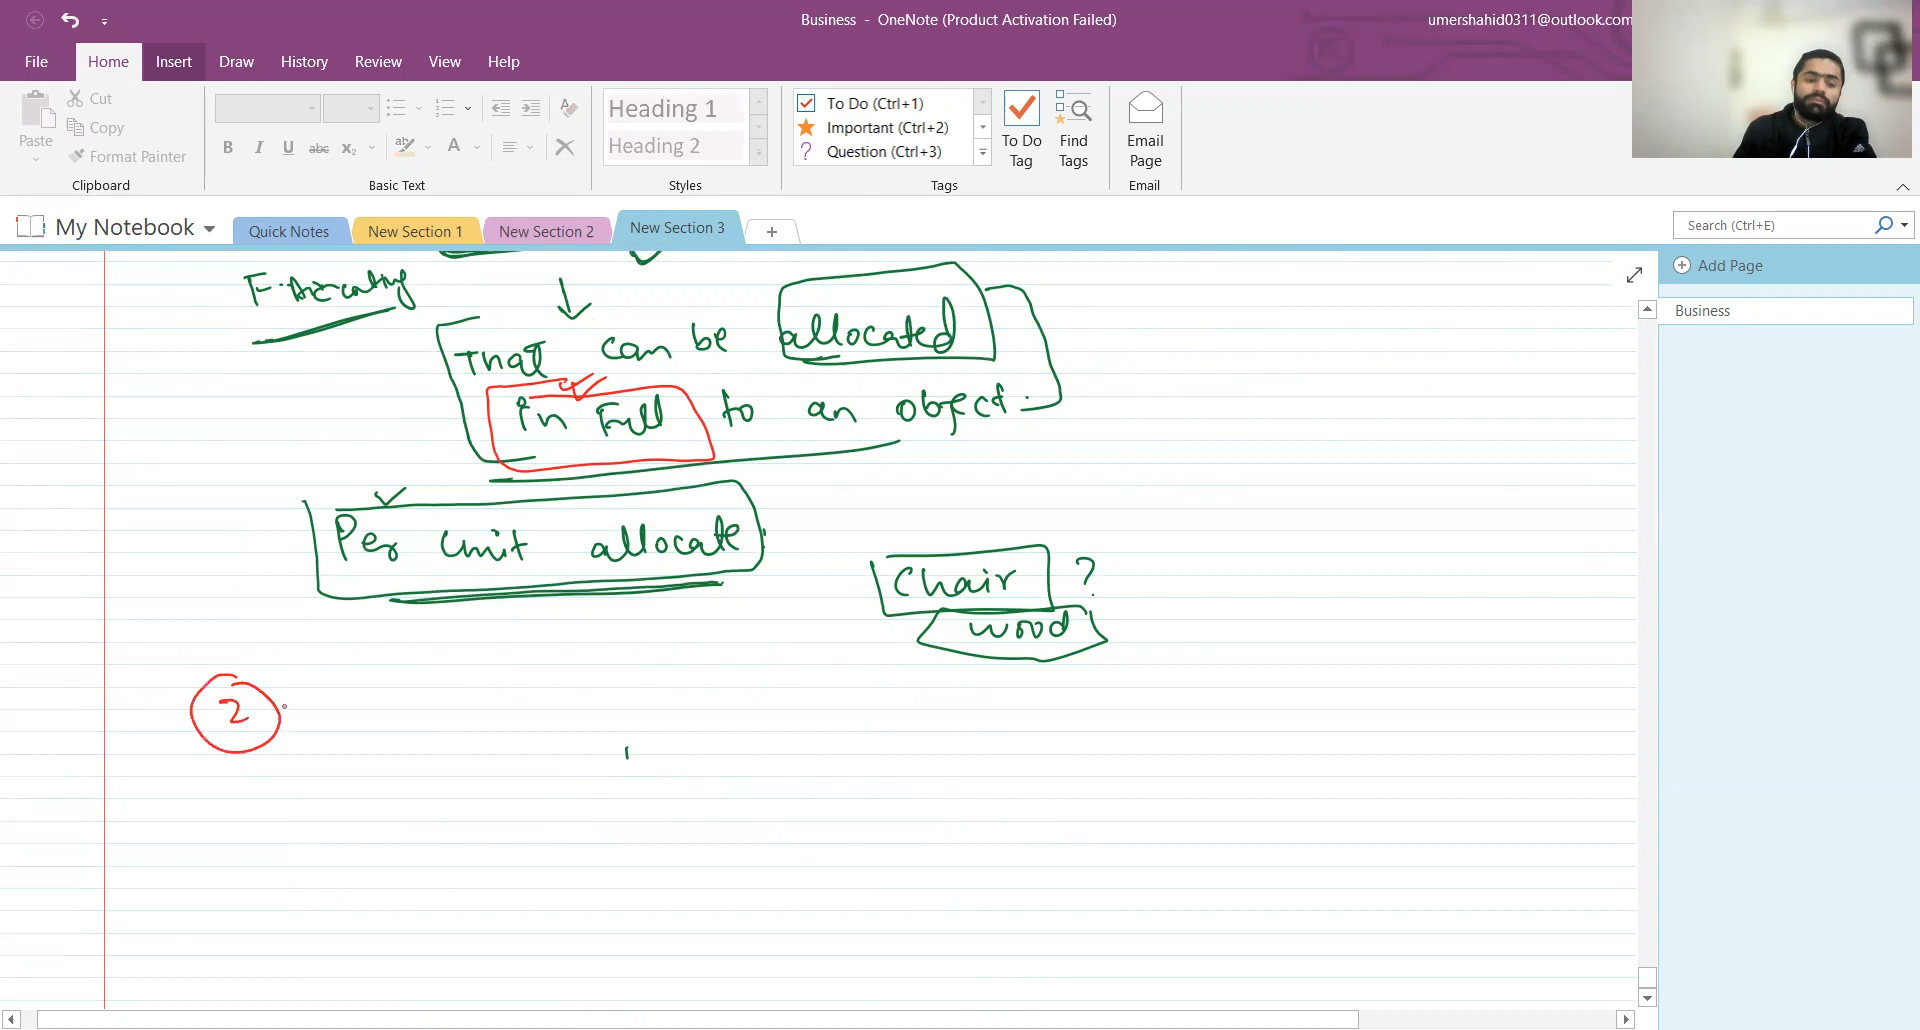 Business - OneNote (Product Activation Failed)
umershahid0311@outlook.com
File Home Insert Draw History Review View Help
Paste
Cut
Copy
Format Painter
Clipboard
B I U abc x₂ aby A
Basic Text
Heading 1
Heading 2
Styles
To Do (Ctrl+1)
Important (Ctrl+2)
? Question (Ctrl+3)
To Do Tag
Find Tags
Tags
Email Page
Email
My Notebook
Quick Notes
New Section 1
New Section 2
New Section 3
Search (Ctrl+E)
Add Page
Business
That can be allocated
in Full to an object.
Per unit allocate
Chair ?
wood
2